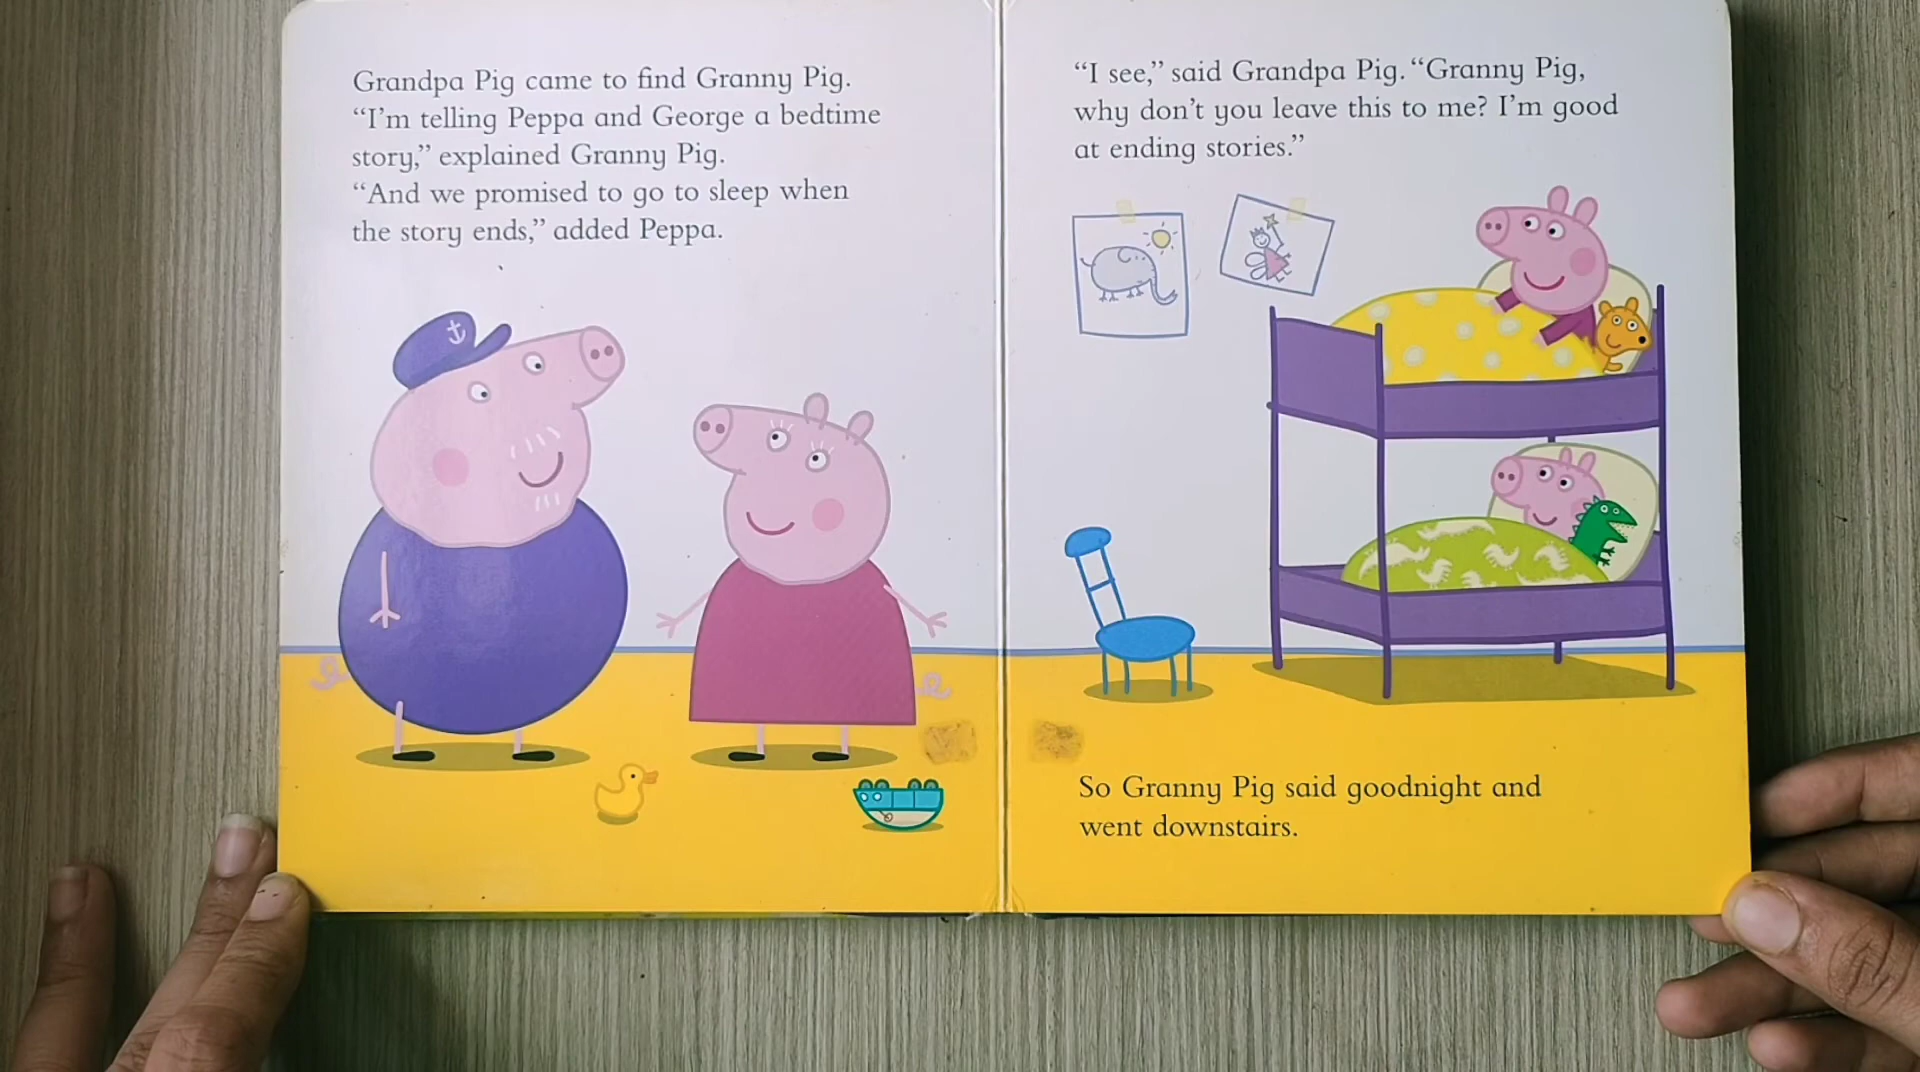 Grandpa Pig came to find Granny Pig.
“I’m telling Peppa and George a bedtime
story,” explained Granny Pig.
“And we promised to go to sleep when
the story ends,” added Peppa.
“I see,” said Grandpa Pig. “Granny Pig,
why don’t you leave this to me? I’m good
at ending stories.”
So Granny Pig said goodnight and
went downstairs.